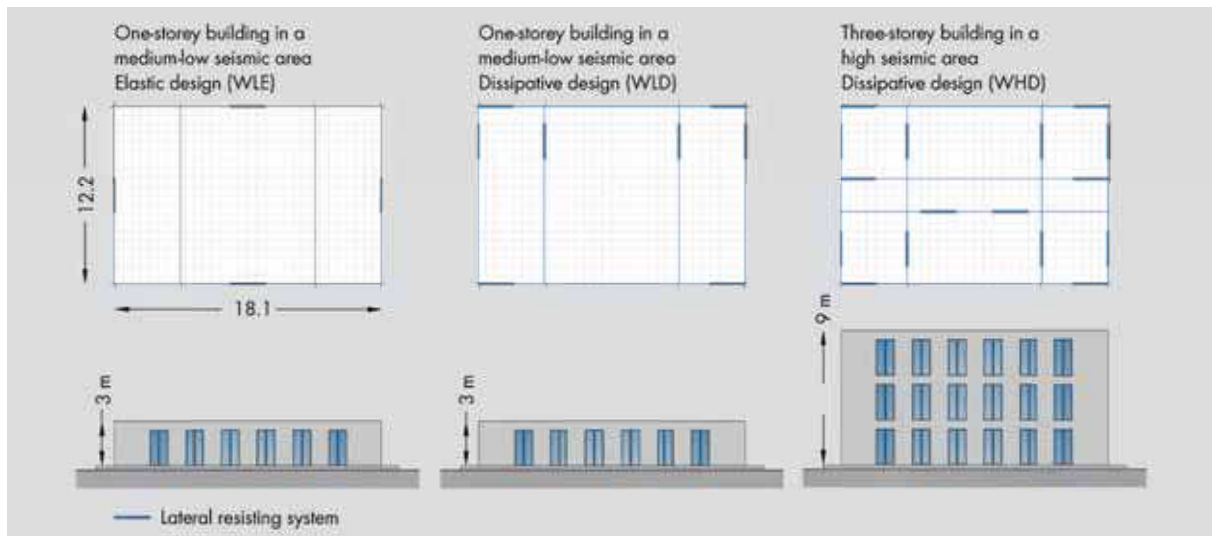 One-storey building in a
medium-low seismic area
Elastic design (WLE)
One-storey building in a
medium-low seismic area
Dissipative design (WLD)
Three-storey building in a
high seismic area
Dissipative design (WHD)
12.2
18.1
3 m
3 m
9 m
Lateral resisting system